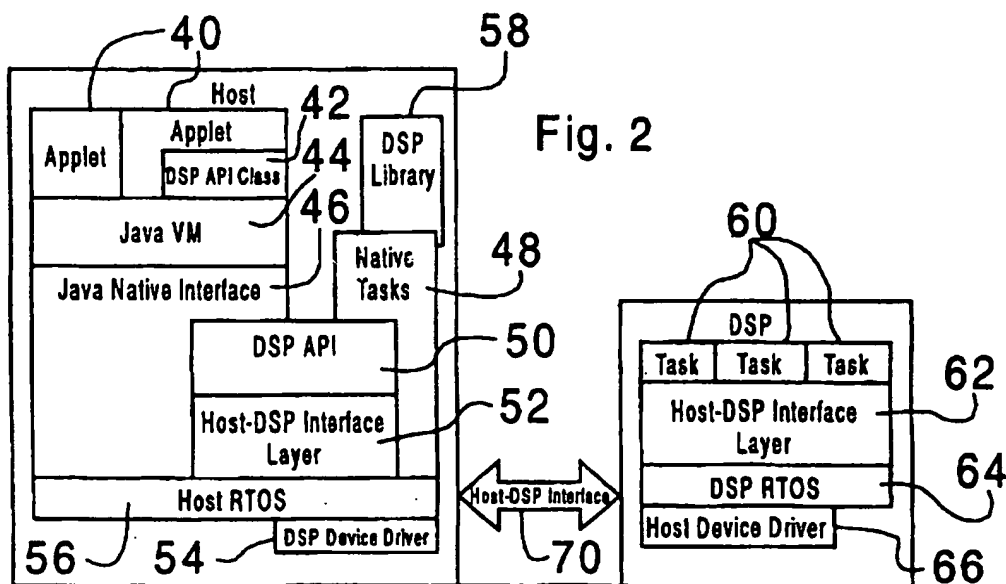 58
40
Host
42
Fig. 2
Applet
Applet
DSP API Class
44
DSP
Library
46
Java VM
60
Native
Tasks
48
Java Native Interface
DSP
DSP API
50
Task Task Task
62
Host-DSP Interface
Layer
52
Host-DSP Interface
Layer
64
Host RTOS
Host-DSP Interface
DSP RTOS
56
54
DSP Device Driver
70
Host Device Driver
66